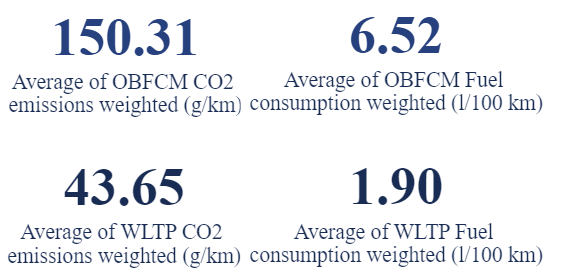 150.31
Average of OBFCM CO2
emissions weighted (g/km)
6.52
Average of OBFCM Fuel
consumption weighted (l/100 km)
43.65
Average of WLTP CO2
emissions weighted (g/km)
1.90
Average of WLTP Fuel
consumption weighted (l/100 km)